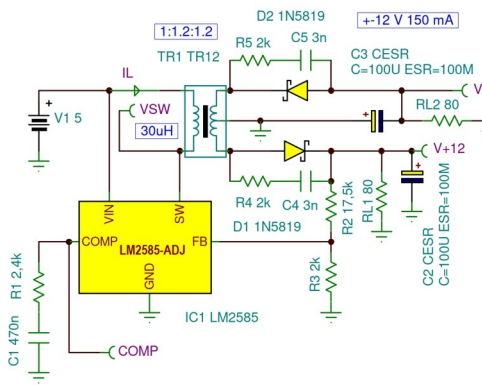 D2 1N5819
+-12 V 150 mA
1:1.2:1.2
R5 2k
C5 3n
C3 CESR
C=100U ESR=100M
TR1 TR12
IL
V
VSW
RL2 80
V1 5
30uH
V+12
R4 2k
C4 3n
D1 1N5819
R2 17,5k
RL1 80
C2 CESR
C=100U ESR=100M
VIN
SW
COMP
LM2585-ADJ
FB
GND
R1 2,4k
R3 2k
IC1 LM2585
C1 470n
COMP